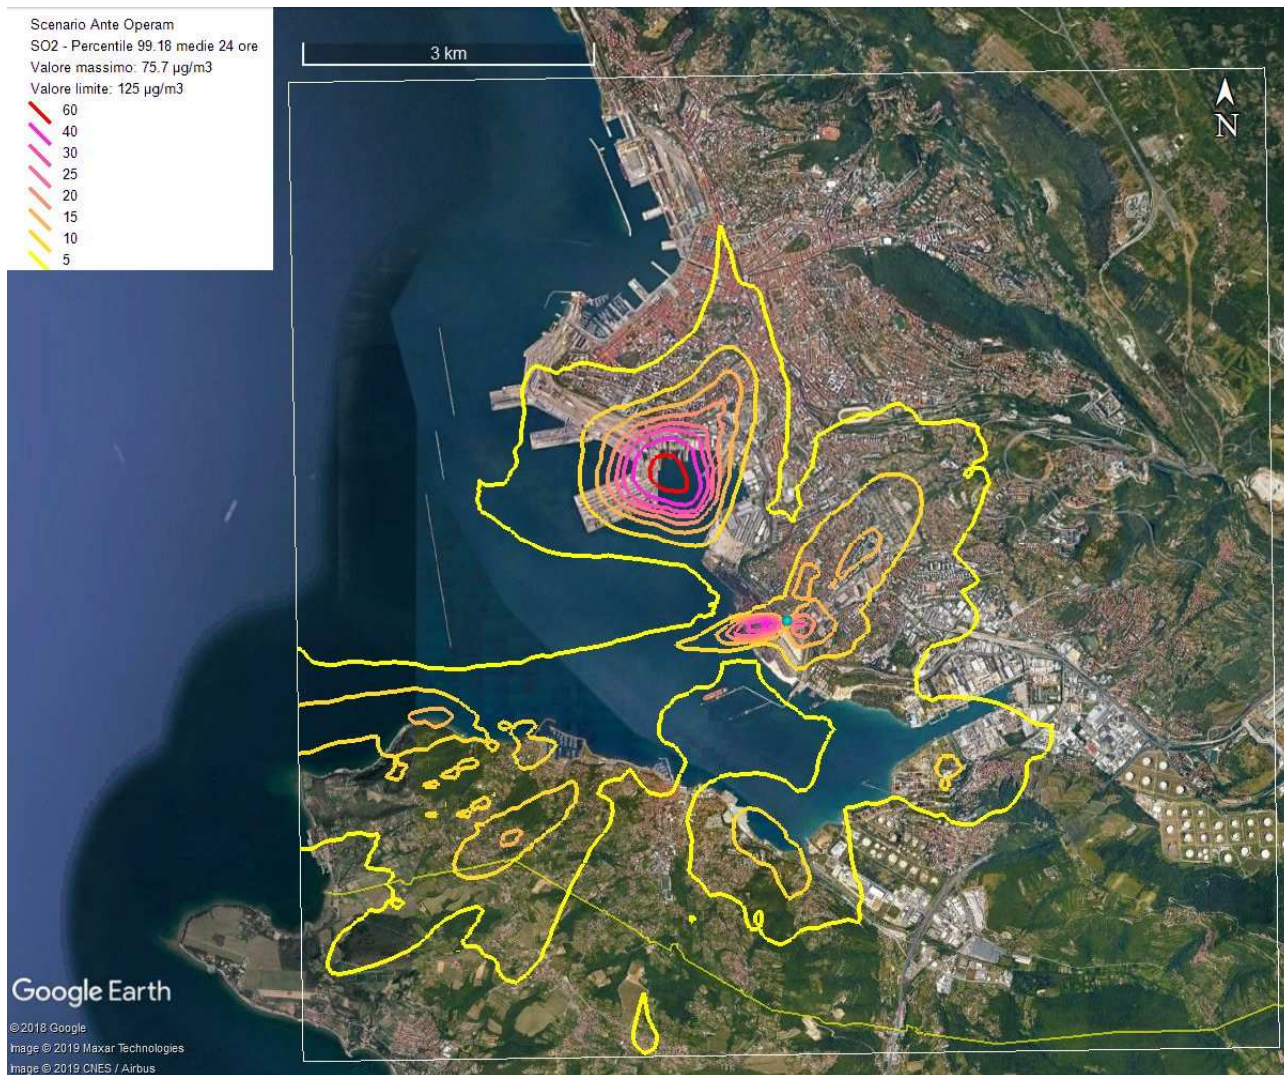 Scenario Ante Operam
SO2 - Percentile 99.18 medie 24 ore
Valore massimo: 75.7 µg/m3
Valore limite: 125 µg/m3
60
40
30
25
20
15
10
5
3 km
N
Google Earth
© 2018 Google
Image © 2019 Maxar Technologies
Image © 2019 CNES / Airbus